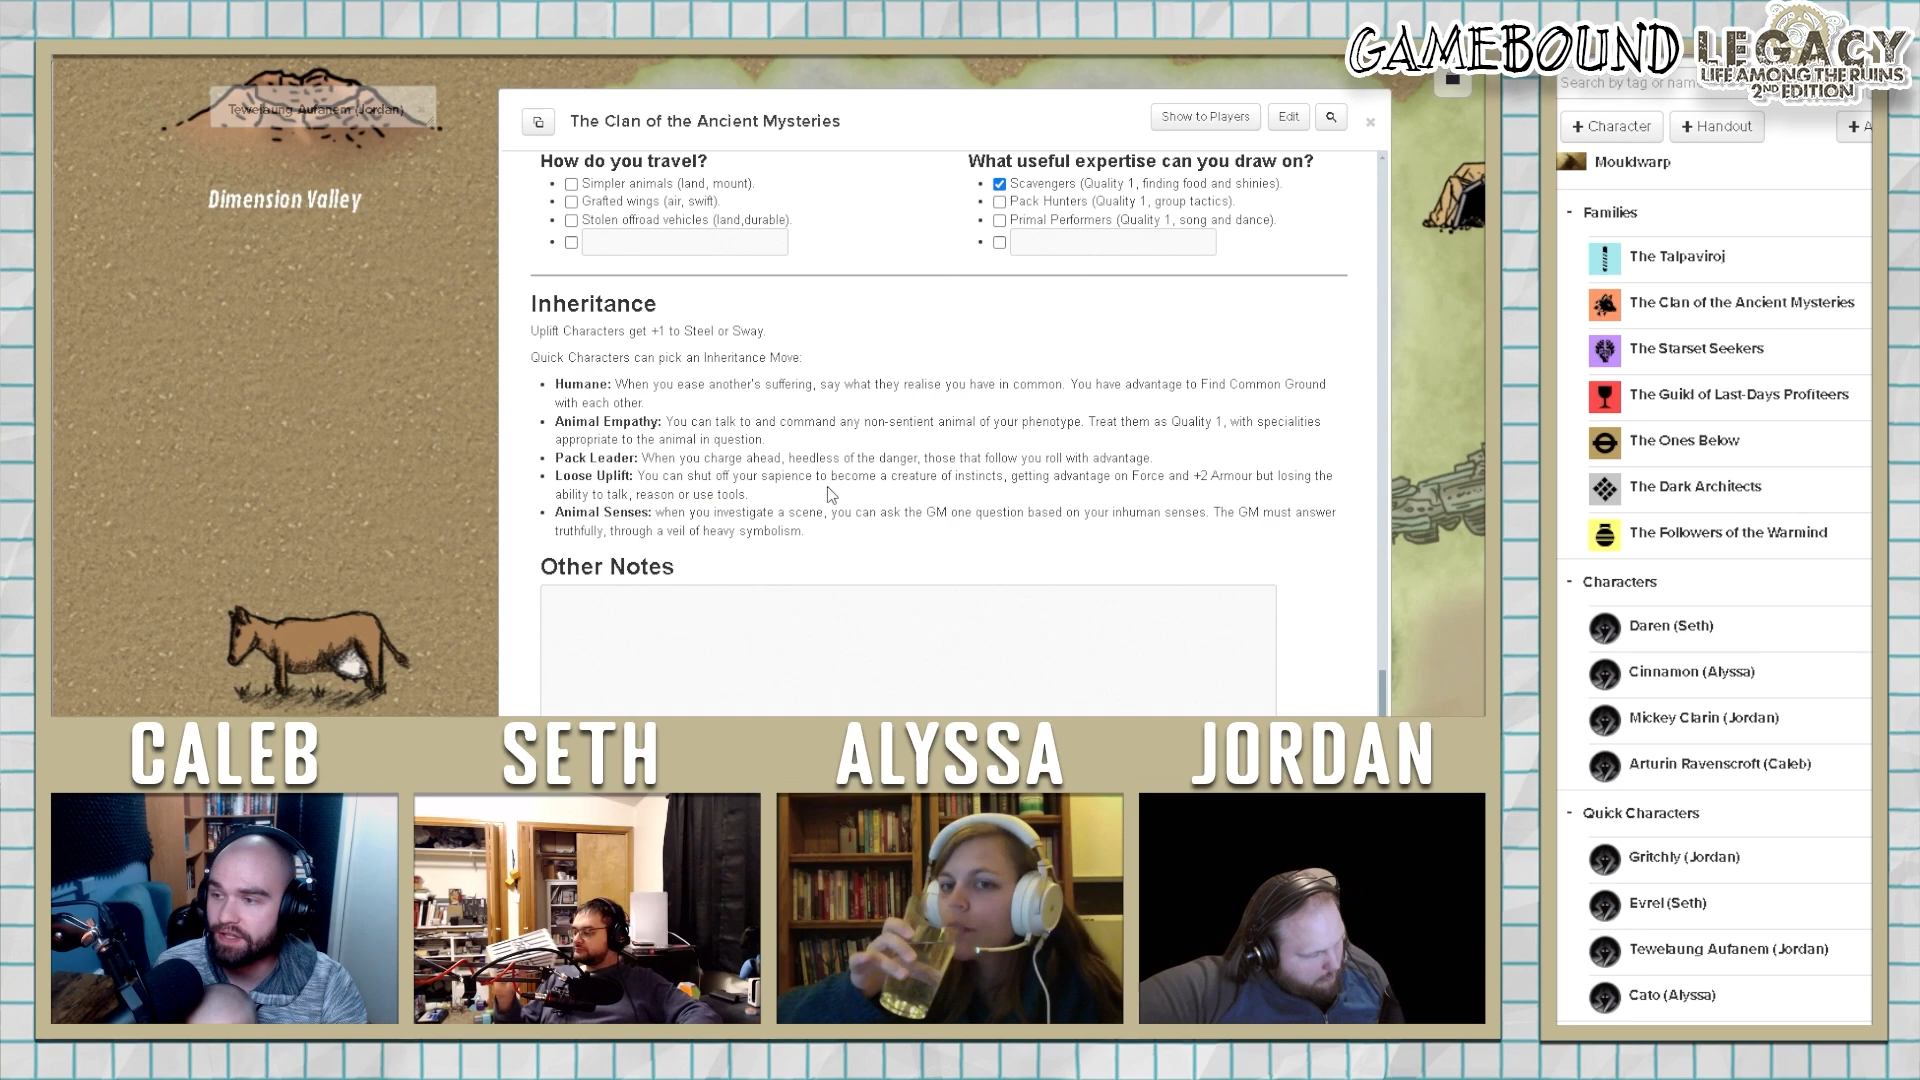 GAMEBOUND
LEGACY
LIFE AMONG THE RUINS
2ND EDITION
Tewelaung Aufanem (Jordan)
Dimension Valley
The Clan of the Ancient Mysteries
Show to Players
Edit
How do you travel?
Simpler animals (land, mount).
Grafted wings (air, swift).
Stolen offroad vehicles (land,durable).
What useful expertise can you draw on?
Scavengers (Quality 1, finding food and shinies).
Pack Hunters (Quality 1, group tactics).
Primal Performers (Quality 1, song and dance).
Inheritance
Uplift Characters get +1 to Steel or Sway.
Quick Characters can pick an Inheritance Move:
Humane: When you ease another's suffering, say what they realise you have in common. You have advantage to Find Common Ground
with each other.
Animal Empathy: You can talk to and command any non-sentient animal of your phenotype. Treat them as Quality 1, with specialities
appropriate to the animal in question.
Pack Leader: When you charge ahead, heedless of the danger, those that follow you roll with advantage.
Loose Uplift: You can shut off your sapience to become a creature of instincts, getting advantage on Force and +2 Armour but losing the
ability to talk, reason or use tools.
Animal Senses: when you investigate a scene, you can ask the GM one question based on your inhuman senses. The GM must answer
truthfully, through a veil of heavy symbolism.
Other Notes
Search by tag or name
+ Character
+ Handout
+ A
Mouldwarp
- Families
The Talpaviroj
The Clan of the Ancient Mysteries
The Starset Seekers
The Guild of Last-Days Profiteers
The Ones Below
The Dark Architects
The Followers of the Warmind
- Characters
Daren (Seth)
Cinnamon (Alyssa)
Mickey Clarin (Jordan)
Arturin Ravenscroft (Caleb)
- Quick Characters
Gritchly (Jordan)
Evrel (Seth)
Tewelaung Aufanem (Jordan)
Cato (Alyssa)
CALEB
SETH
ALYSSA
JORDAN